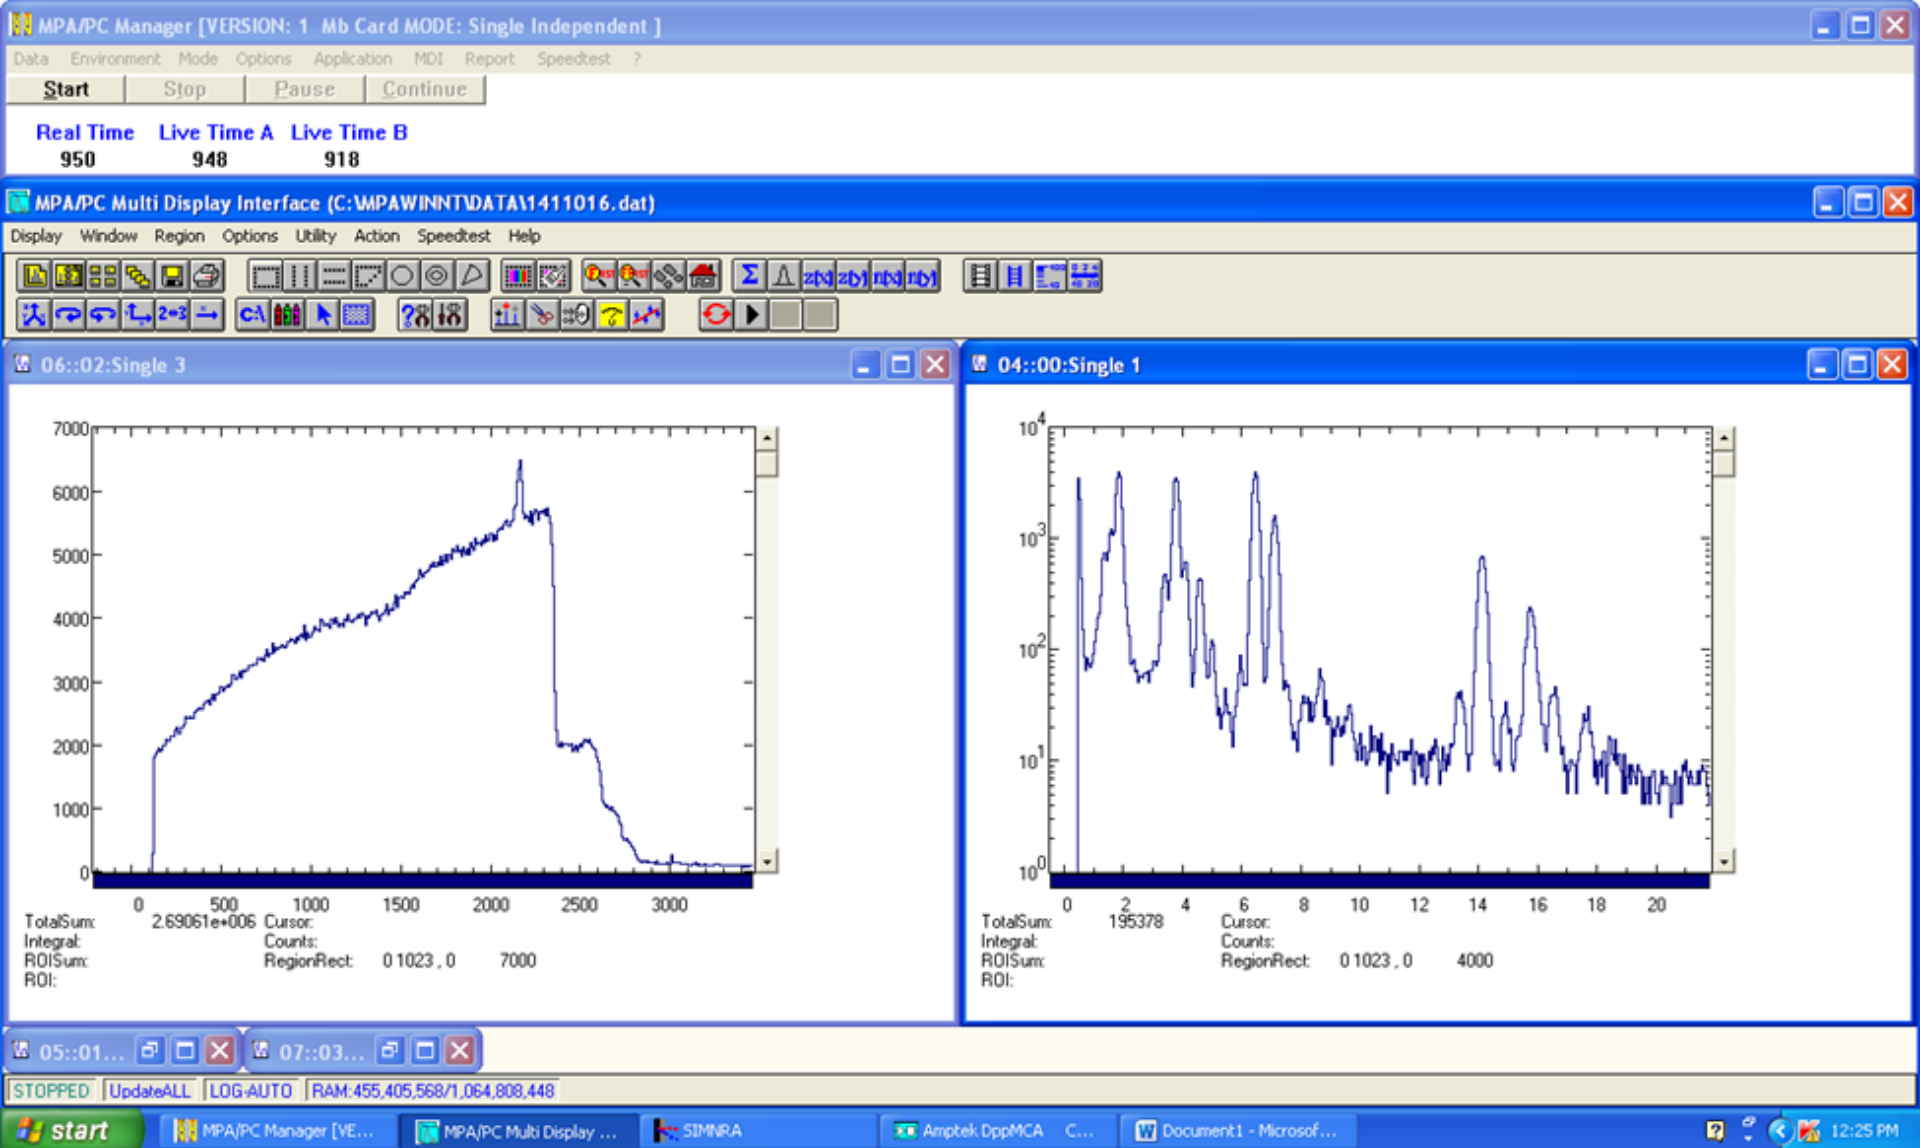 MPA/PC Manager [VERSION: 1 Mb Card MODE: Single Independent ]
Data Environment Mode Options Application MDI Report Speedtest ?
Start Stop Pause Continue
Real Time Live Time A Live Time B
950 948 918
MPA/PC Multi Display Interface (C:\MPAWINNT\DATA\1411016.dat)
Display Window Region Options Utility Action Speedtest Help
Σ z(x) z(y)
C:\
06::02:Single 3
7000
6000
5000
4000
3000
2000
1000
0
0 500 1000 1500 2000 2500 3000
TotalSum: 2.69061e+006 Cursor:
Integral: Counts:
ROISum: RegionRect: 0 1023 , 0 7000
ROI:
04::00:Single 1
10^4
10^3
10^2
10^1
10^0
0 2 4 6 8 10 12 14 16 18 20
TotalSum: 195378 Cursor:
Integral: Counts:
ROISum: RegionRect: 0 1023 , 0 4000
ROI:
05::01... 07::03...
STOPPED UpdateALL LOG-AUTO RAM:455,405,568/1,064,808,448
start MPA/PC Manager [VE... MPA/PC Multi Display ... SIMNRA Amptek DppMCA C... Document1 - Microsof... 12:25 PM